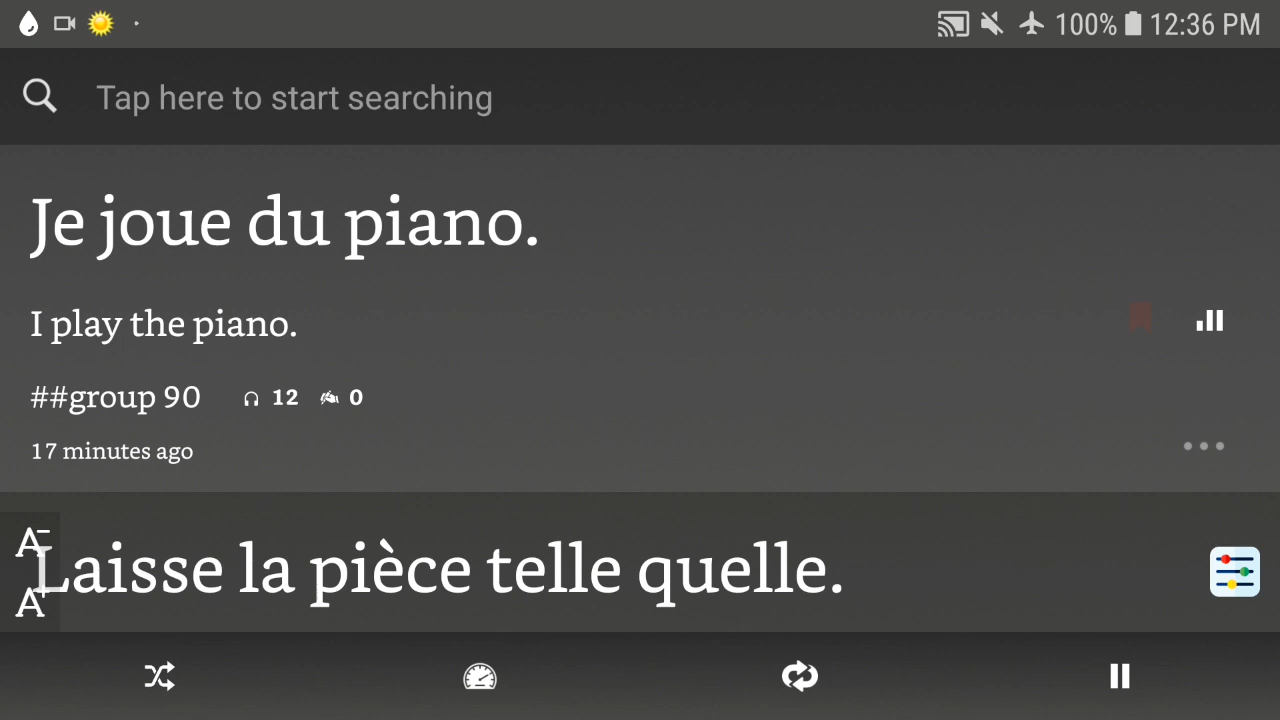 100% 12:36 PM
Tap here to start searching
Je joue du piano.
I play the piano.
##group 90 12 0
17 minutes ago
A-
Laisse la pièce telle quelle.
A+